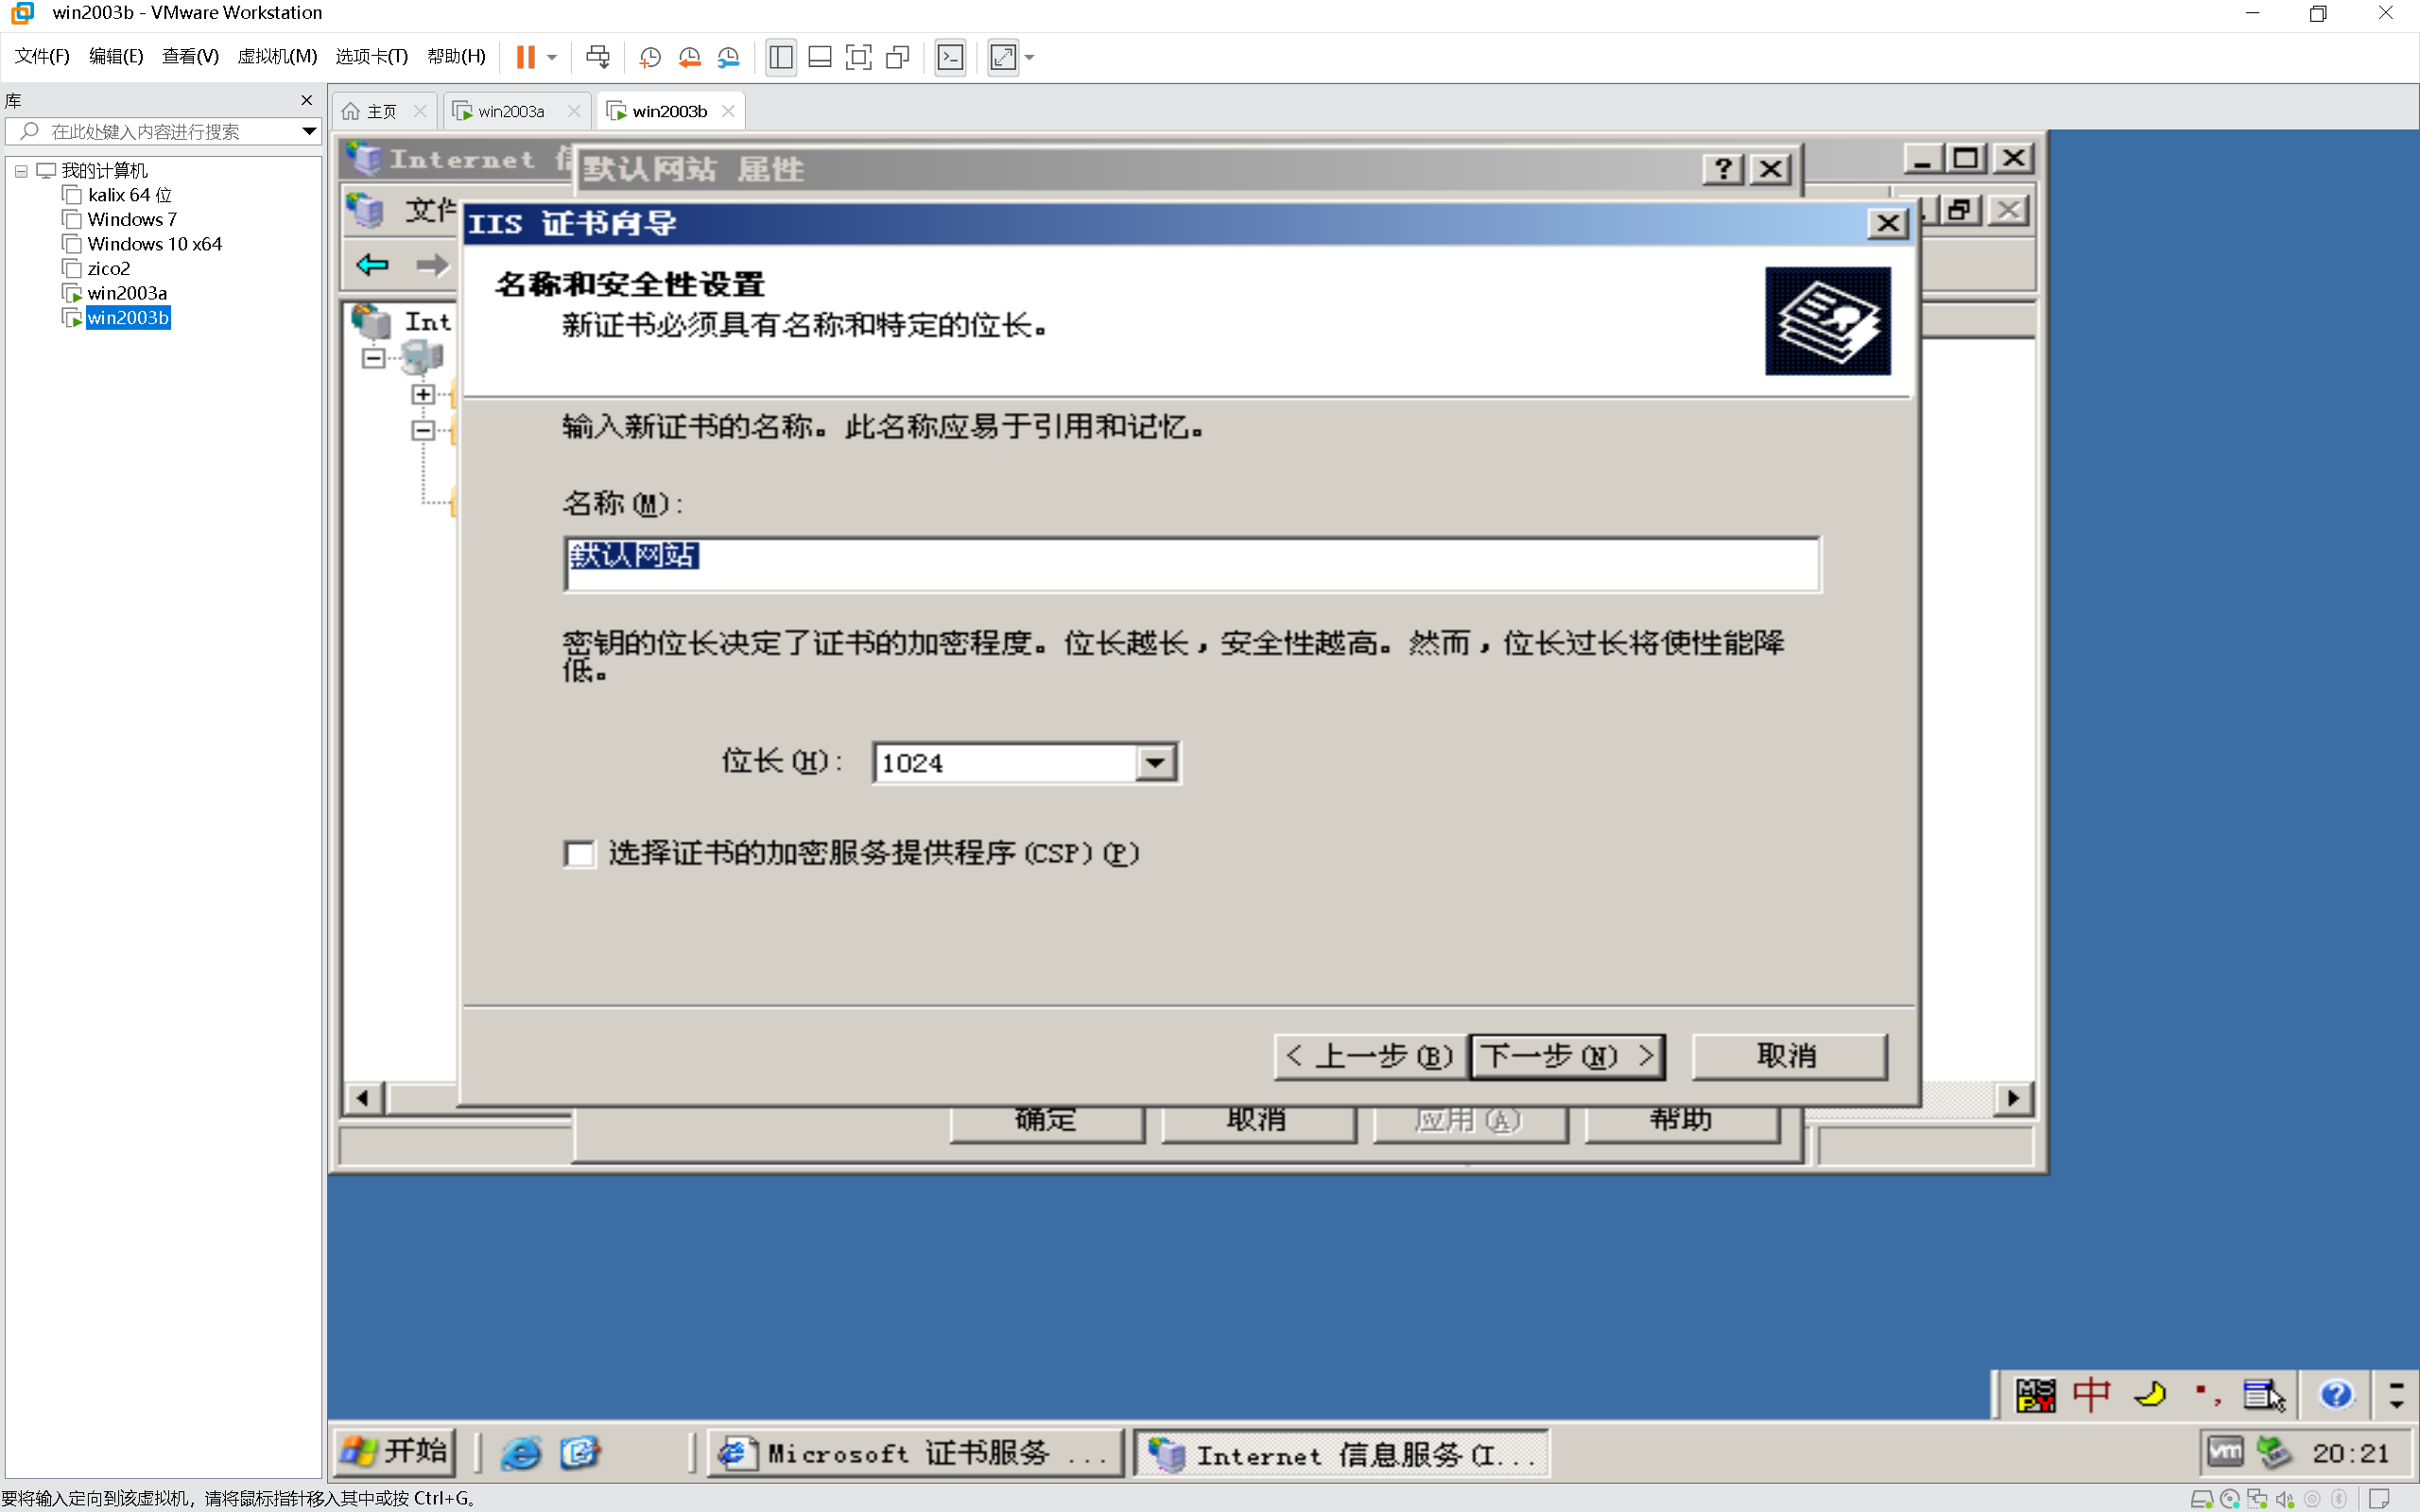 win2003b - VMware Workstation
文件(F) 编辑(E) 查看(V) 虚拟机(M) 选项卡(T) 帮助(H)
库
在此处键入内容进行搜索
我的计算机
kalix 64 位
Windows 7
Windows 10 x64
zico2
win2003a
win2003b
主页 win2003a win2003b
Internet
默认网站 属性
文件
IIS 证书向导
名称和安全性设置
新证书必须具有名称和特定的位长。
Int
输入新证书的名称。此名称应易于引用和记忆。
名称(M):
默认网站
密钥的位长决定了证书的加密程度。位长越长,安全性越高。然而,位长过长将使性能降
低。
位长(H): 1024
选择证书的加密服务提供程序(CSP)(P)
< 上一步(B) 下一步(N) > 取消
确定 取消 应用(A) 帮助
中
开始 Microsoft 证书服务 ... Internet 信息服务(I... vm 20:21
要将输入定向到该虚拟机，请将鼠标指针移入其中或按 Ctrl+G。